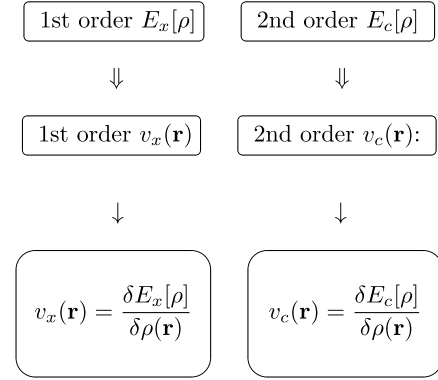 1st order $E_x[\rho]$ 2nd order $E_c[\rho]$
⇓ ⇓
1st order $v_x(\mathbf{r})$ 2nd order $v_c(\mathbf{r})$:
↓ ↓
$v_x(\mathbf{r}) = \frac{\delta E_x[\rho]}{\delta \rho(\mathbf{r})}$ $v_c(\mathbf{r}) = \frac{\delta E_c[\rho]}{\delta \rho(\mathbf{r})}$